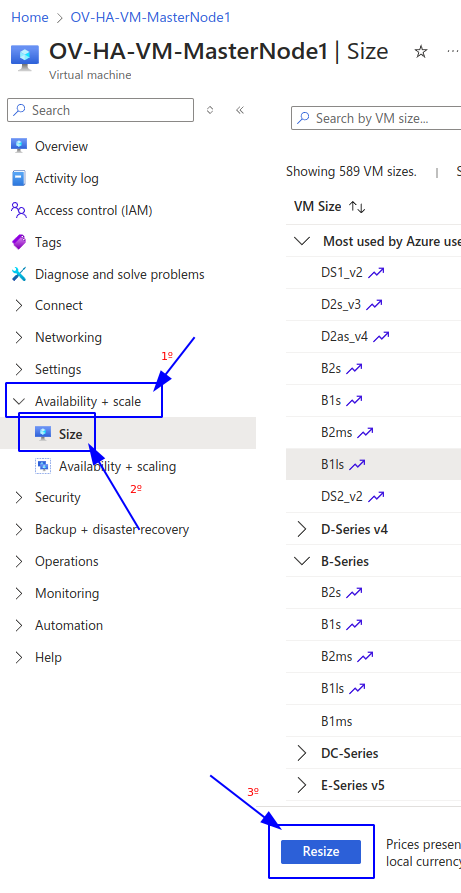 Home > OV-HA-VM-MasterNode1
OV-HA-VM-MasterNode1 | Size
Virtual machine
Search
Search by VM size...
Overview
Activity log
Access control (IAM)
Tags
Diagnose and solve problems
Connect
Networking
Settings
1º
Availability + scale
Size
Availability + scaling
2º
Security
Backup + disaster recovery
Operations
Monitoring
Automation
Help
Showing 589 VM sizes. | S
VM Size ↑↓
Most used by Azure use
DS1_v2
D2s_v3
D2as_v4
B2s
B1s
B2ms
B1ls
DS2_v2
D-Series v4
B-Series
B2s
B1s
B2ms
B1ls
B1ms
DC-Series
E-Series v5
3º
Resize
Prices presen
local currency